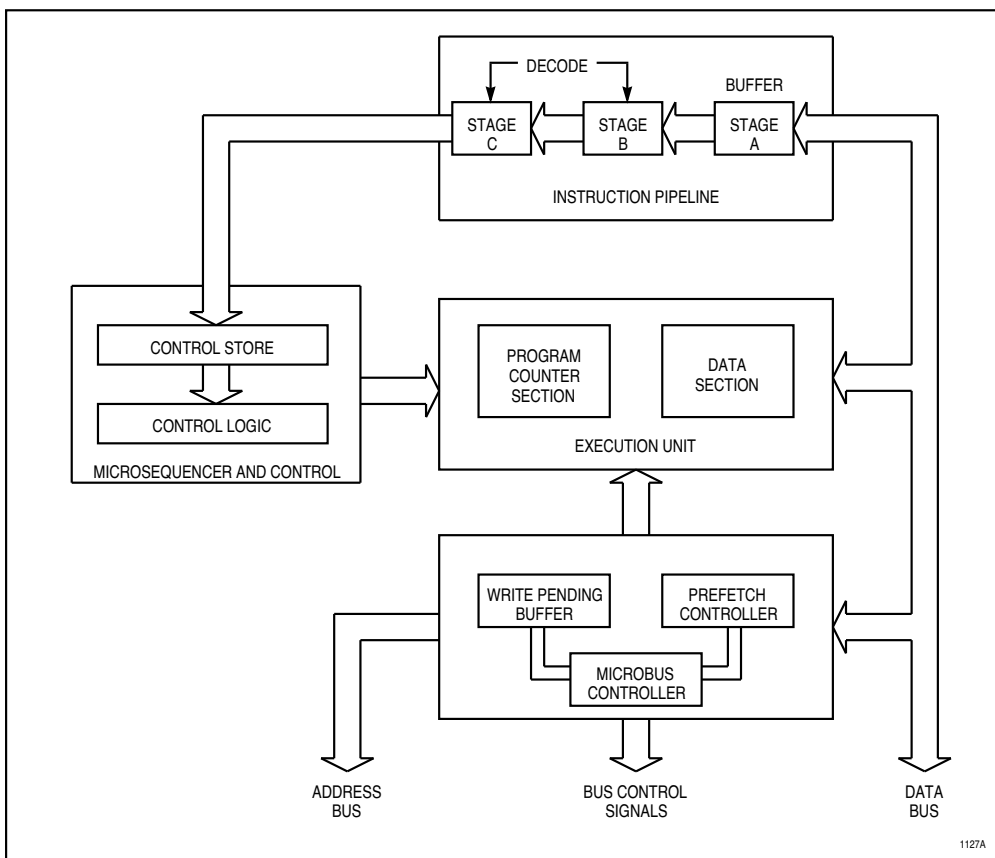 DECODE
BUFFER
STAGE
C
STAGE
B
STAGE
A
INSTRUCTION PIPELINE
CONTROL STORE
CONTROL LOGIC
MICROSEQUENCER AND CONTROL
PROGRAM
COUNTER
SECTION
DATA
SECTION
EXECUTION UNIT
WRITE PENDING
BUFFER
PREFETCH
CONTROLLER
MICROBUS
CONTROLLER
ADDRESS
BUS
BUS CONTROL
SIGNALS
DATA
BUS
1127A